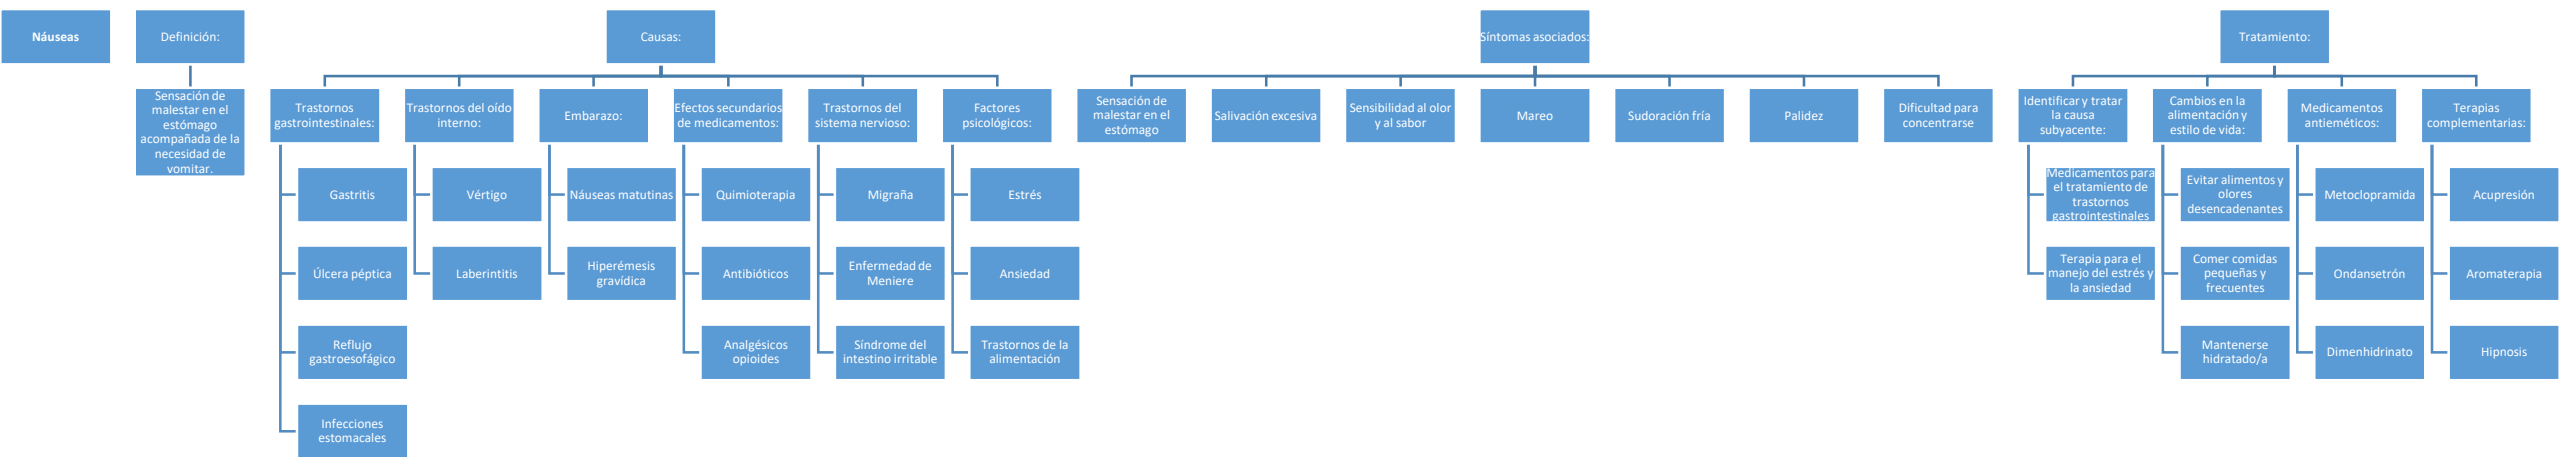 Náuseas
Definición:
Sensación de
malestar en el
estómago
acompañada de la
necesidad de
vomitar.
Causas:
Trastornos
gastrointestinales:
Gastritis
Úlcera péptica
Reflujo
gastroesofágico
Infecciones
estomacales
Trastornos del oído
interno:
Vértigo
Laberintitis
Embarazo:
Náuseas matutinas
Hiperémesis
gravídica
Efectos secundarios
de medicamentos:
Quimioterapia
Antibióticos
Analgésicos
opioides
Trastornos del
sistema nervioso:
Migraña
Enfermedad de
Meniere
Síndrome del
intestino irritable
Factores
psicológicos:
Estrés
Ansiedad
Trastornos de la
alimentación
Síntomas asociados:
Sensación de
malestar en el
estómago
Salivación excesiva
Sensibilidad al olor
y al sabor
Mareo
Sudoración fría
Palidez
Dificultad para
concentrarse
Tratamiento:
Identificar y tratar
la causa
subyacente:
Medicamentos para
el tratamiento de
trastornos
gastrointestinales
Terapia para el
manejo del estrés y
la ansiedad
Cambios en la
alimentación y
estilo de vida:
Evitar alimentos y
olores
desencadenantes
Comer comidas
pequeñas y
frecuentes
Mantenerse
hidratado/a
Medicamentos
antieméticos:
Metoclopramida
Ondansetrón
Dimenhidrinato
Terapias
complementarias:
Acupresión
Aromaterapia
Hipnosis